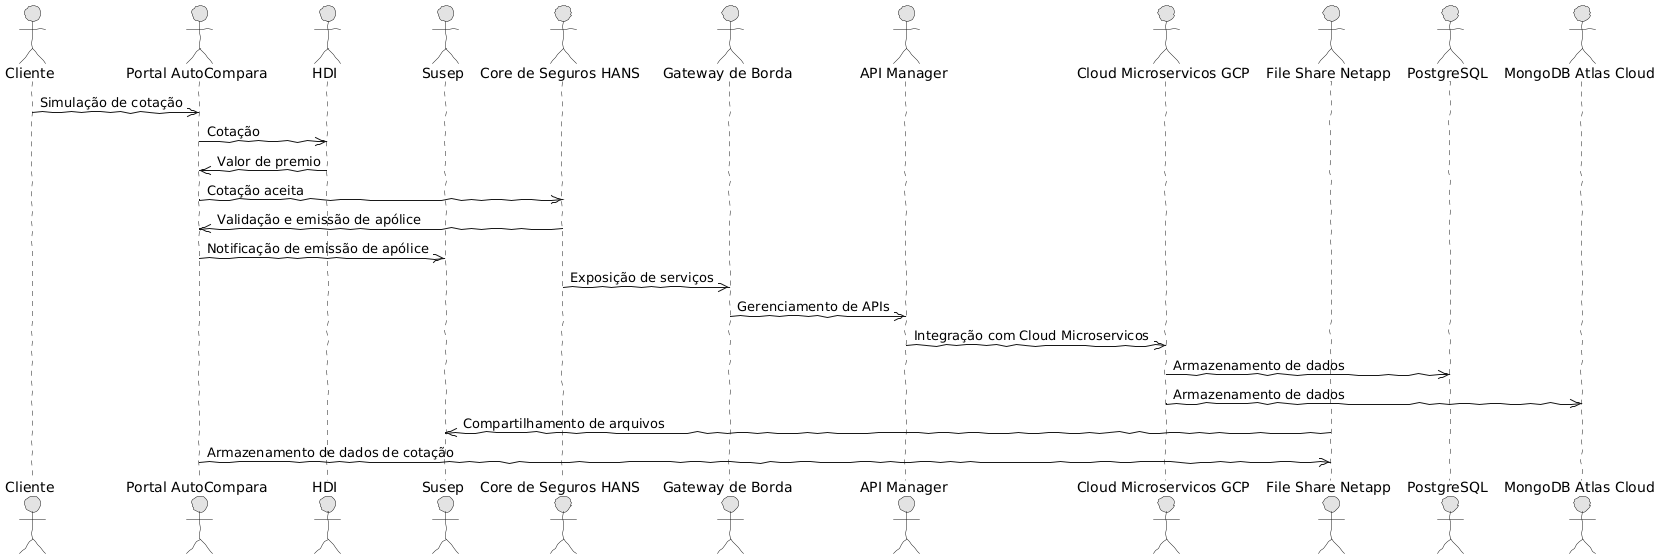 Cliente Portal AutoCompara HDI Susep Core de Seguros HANS Gateway de Borda API Manager Cloud Microservicos GCP File Share Netapp PostgreSQL MongoDB Atlas Cloud
Simulação de cotação
Cotação
Valor de premio
Cotação aceita
Validação e emissão de apólice
Notificação de emissão de apólice
Exposição de serviços
Gerenciamento de APIs
Integração com Cloud Microservicos
Armazenamento de dados
Armazenamento de dados
Compartilhamento de arquivos
Armazenamento de dados de cotação
Cliente Portal AutoCompara HDI Susep Core de Seguros HANS Gateway de Borda API Manager Cloud Microservicos GCP File Share Netapp PostgreSQL MongoDB Atlas Cloud